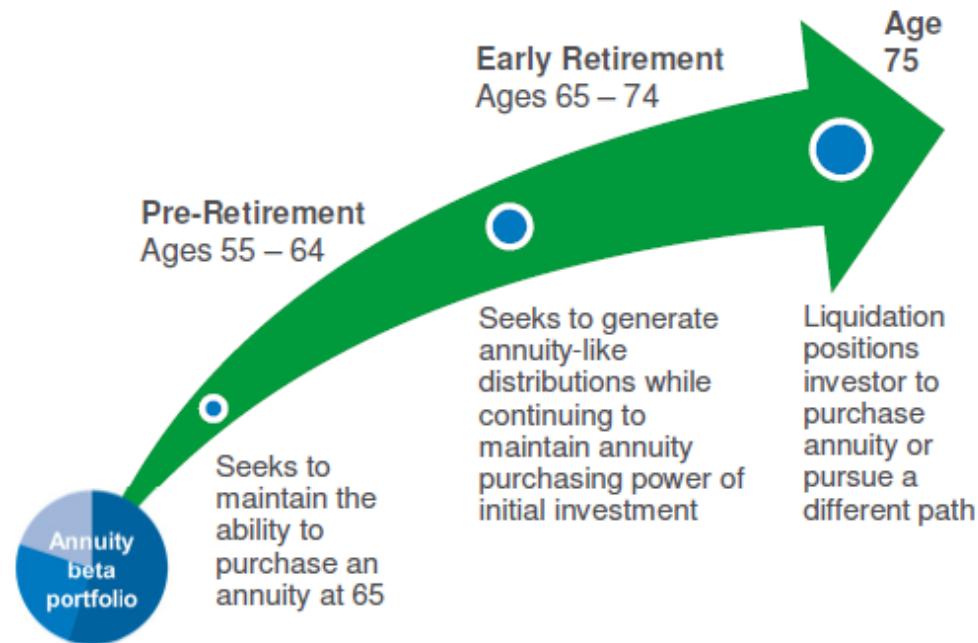 Age
75
Early Retirement
Ages 65 – 74
Pre-Retirement
Ages 55 – 64
Seeks to generate
annuity-like
distributions while
continuing to
maintain annuity
purchasing power of
initial investment
Liquidation
positions
investor to
purchase
annuity or
pursue a
different path
Seeks to
maintain the
ability to
purchase an
annuity at 65
Annuity
beta
portfolio